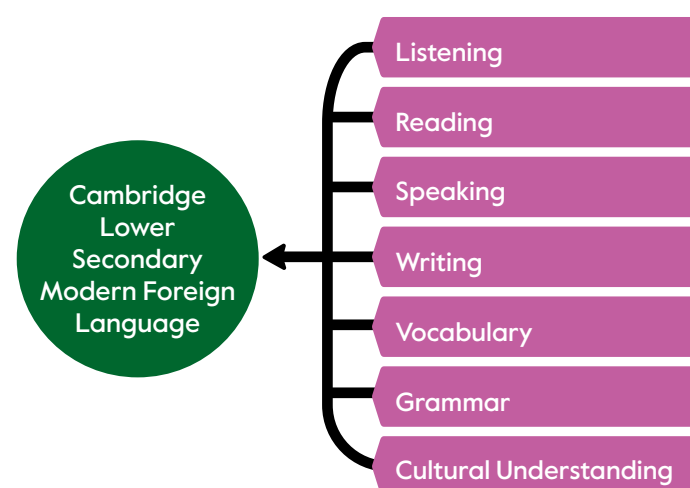 Cambridge
Lower
Secondary
Modern Foreign
Language
Listening
Reading
Speaking
Writing
Vocabulary
Grammar
Cultural Understanding